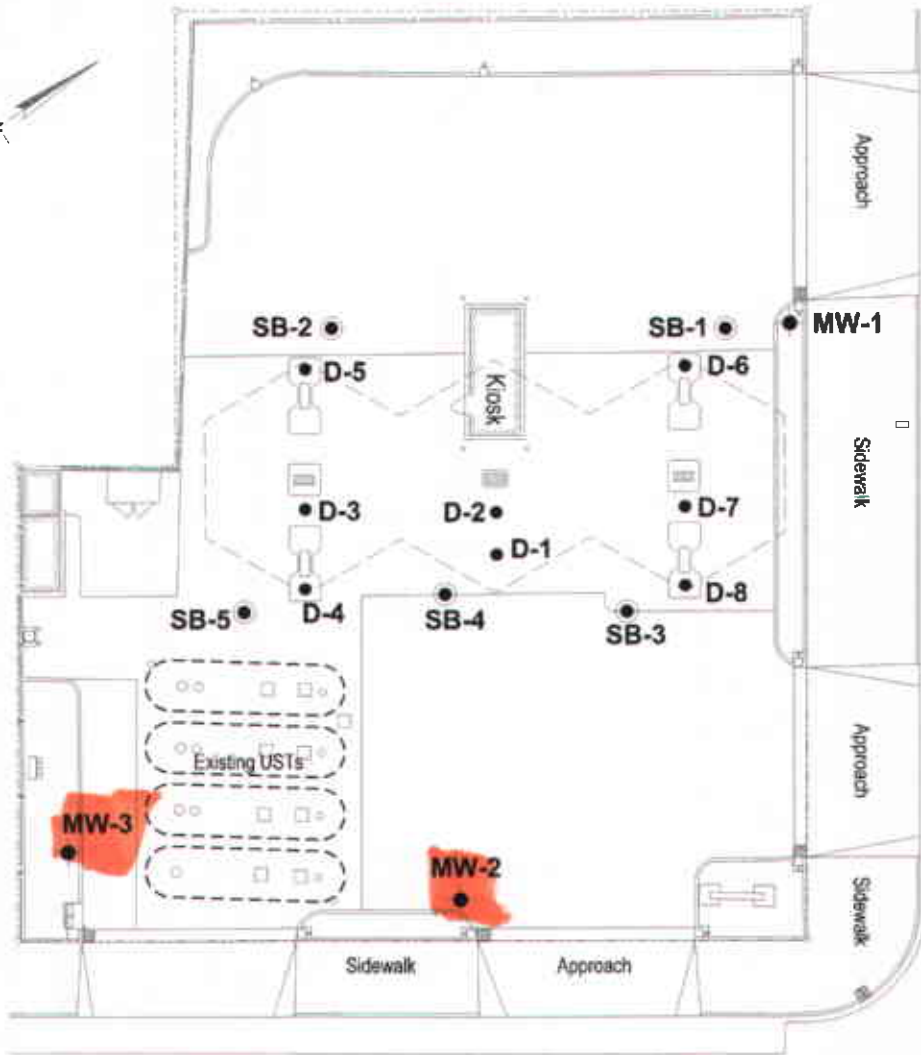 Approach
SB-2
SB-1
MW-1
D-5
D-6
Kiosk
Sidewalk
D-3
D-2
D-7
D-1
D-4
D-8
SB-5
SB-4
SB-3
Approach
Existing USTs
MW-3
MW-2
Sidewalk
Sidewalk
Approach